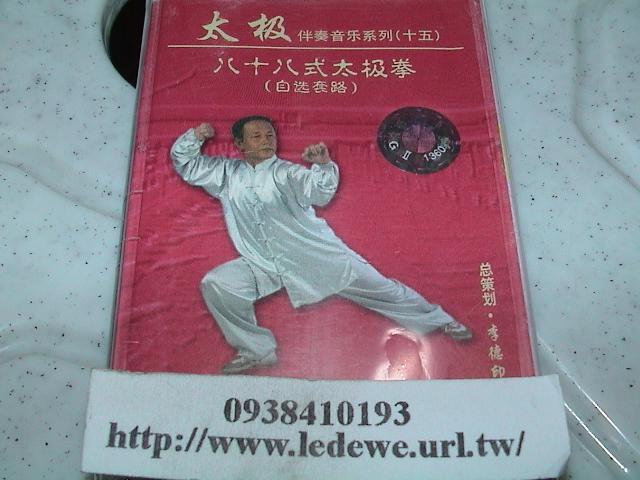 太极 伴奏音乐系列(十五)
八十八式太极拳
(自选套路)
G II 1360
总策划·李德印
0938410193
http://www.ledewe.url.tw/